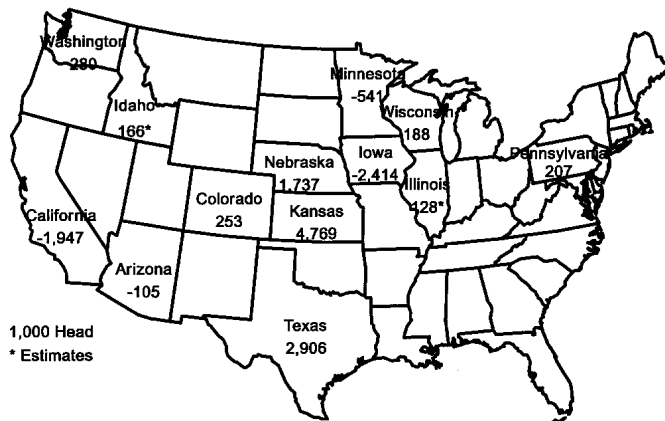 Washington
280
Minnesota
-541
Idaho
166*
Wisconsin
188
Nebraska
1,737
Iowa
-2,414
Illinois
128*
Pennsylvania
207
Colorado
253
Kansas
4,769
California
-1,947
Arizona
-105
Texas
2,906
1,000 Head
* Estimates